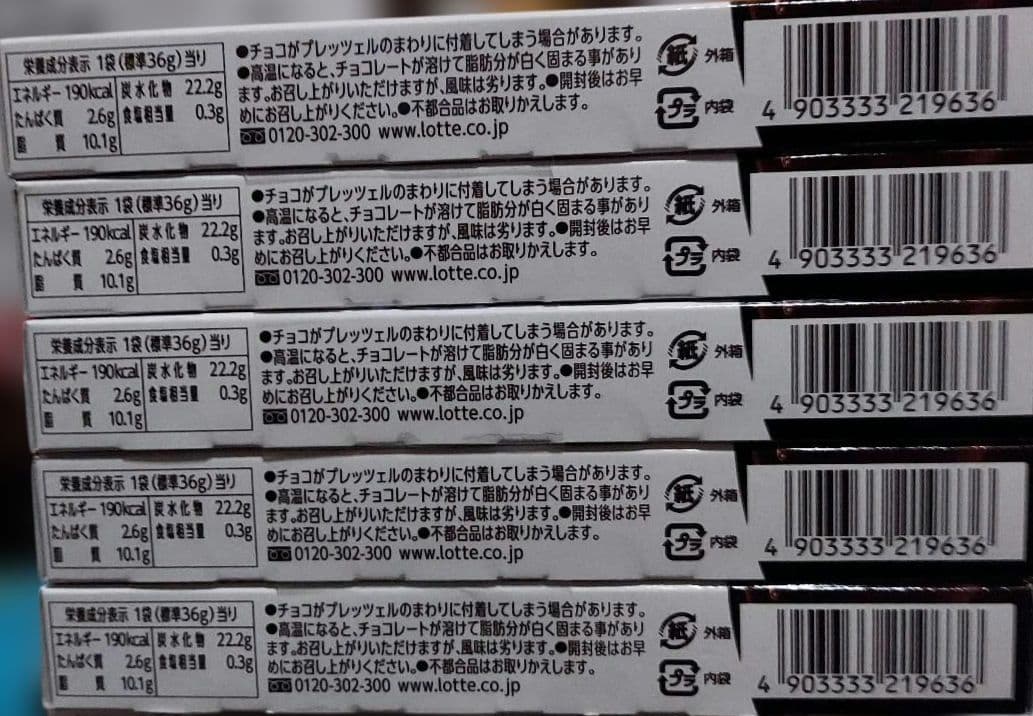 栄養成分表示 1袋(標準36g)当り
エネルギー 190kcal 炭水化物 22.2g
たんぱく質 2.6g 食塩相当量 0.3g
脂質 10.1g
●チョコがプレッツェルのまわりに付着してしまう場合があります。
●高温になると、チョコレートが溶けて脂肪分が白く固まる事があり
ます。お召し上がりいただけますが、風味は劣ります。●開封後はお早
めにお召し上がりください。●不都合品はお取りかえします。
0120-302-300 www.lotte.co.jp
紙 外箱
プラ 内袋
4 903333 219636
栄養成分表示 1袋(標準36g)当り
エネルギー 190kcal 炭水化物 22.2g
たんぱく質 2.6g 食塩相当量 0.3g
脂質 10.1g
●チョコがプレッツェルのまわりに付着してしまう場合があります。
●高温になると、チョコレートが溶けて脂肪分が白く固まる事があり
ます。お召し上がりいただけますが、風味は劣ります。●開封後はお早
めにお召し上がりください。●不都合品はお取りかえします。
0120-302-300 www.lotte.co.jp
紙 外箱
プラ 内袋
4 903333 219636
栄養成分表示 1袋(標準36g)当り
エネルギー 190kcal 炭水化物 22.2g
たんぱく質 2.6g 食塩相当量 0.3g
脂質 10.1g
●チョコがプレッツェルのまわりに付着してしまう場合があります。
●高温になると、チョコレートが溶けて脂肪分が白く固まる事があり
ます。お召し上がりいただけますが、風味は劣ります。●開封後はお早
めにお召し上がりください。●不都合品はお取りかえします。
0120-302-300 www.lotte.co.jp
紙 外箱
プラ 内袋
4 903333 219636
栄養成分表示 1袋(標準36g)当り
エネルギー 190kcal 炭水化物 22.2g
たんぱく質 2.6g 食塩相当量 0.3g
脂質 10.1g
●チョコがプレッツェルのまわりに付着してしまう場合があります。
●高温になると、チョコレートが溶けて脂肪分が白く固まる事があり
ます。お召し上がりいただけますが、風味は劣ります。●開封後はお早
めにお召し上がりください。●不都合品はお取りかえします。
0120-302-300 www.lotte.co.jp
紙 外箱
プラ 内袋
4 903333 219636
栄養成分表示 1袋(標準36g)当り
エネルギー 190kcal 炭水化物 22.2g
たんぱく質 2.6g 食塩相当量 0.3g
脂質 10.1g
●チョコがプレッツェルのまわりに付着してしまう場合があります。
●高温になると、チョコレートが溶けて脂肪分が白く固まる事があり
ます。お召し上がりいただけますが、風味は劣ります。●開封後はお早
めにお召し上がりください。●不都合品はお取りかえします。
0120-302-300 www.lotte.co.jp
紙 外箱
プラ 内袋
4 903333 219636